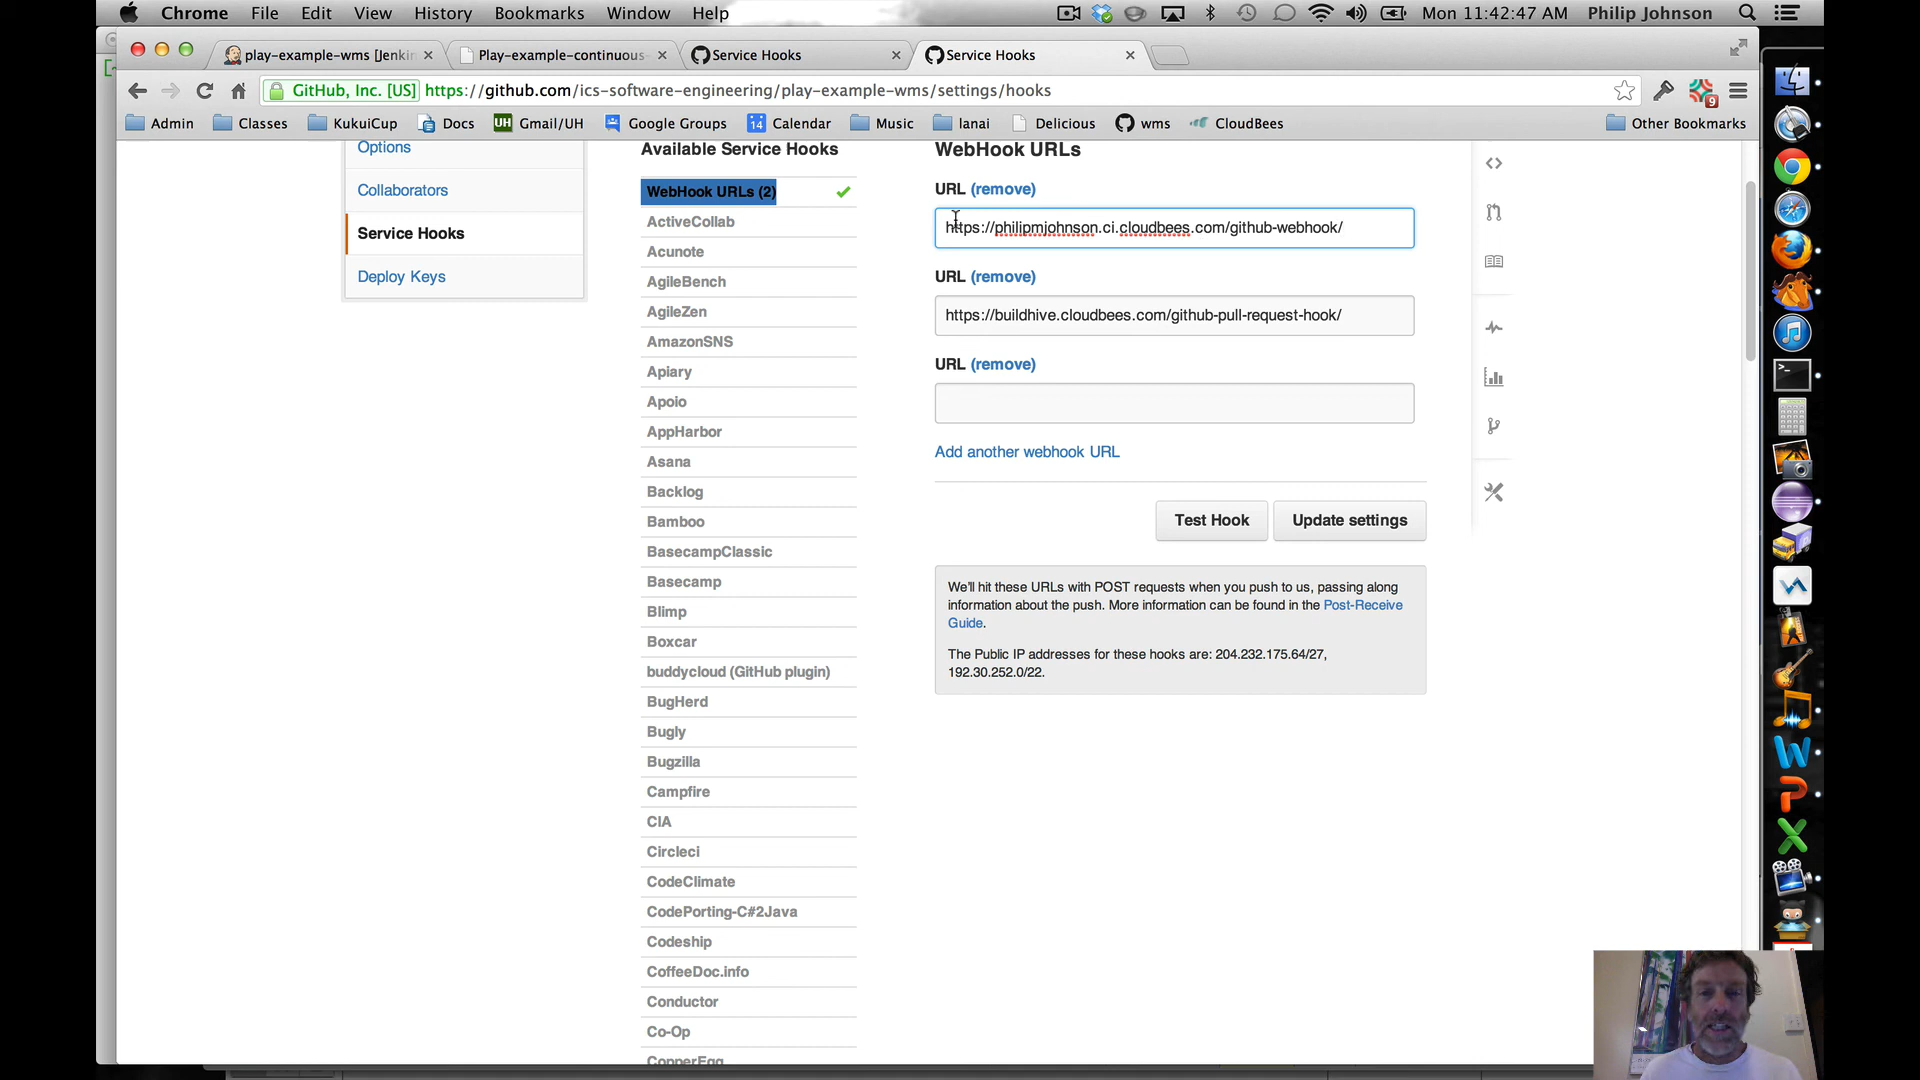 Chrome File Edit View History Bookmarks Window Help Mon 11:42:47 AM Philip Johnson
play-example-wms [Jenkin Play-example-continuous- Service Hooks Service Hooks
GitHub, Inc. [US] https://github.com/ics-software-engineering/play-example-wms/settings/hooks 9
Admin Classes KukuiCup Docs UH Gmail/UH Google Groups 14 Calendar Music lanai Delicious wms CloudBees Other Bookmarks
Options
Collaborators
Service Hooks
Deploy Keys
Available Service Hooks
WebHook URLs (2)
ActiveCollab
Acunote
AgileBench
AgileZen
AmazonSNS
Apiary
Apoio
AppHarbor
Asana
Backlog
Bamboo
BasecampClassic
Basecamp
Blimp
Boxcar
buddycloud (GitHub plugin)
BugHerd
Bugly
Bugzilla
Campfire
CIA
Circleci
CodeClimate
CodePorting-C#2Java
Codeship
CoffeeDoc.info
Conductor
Co-Op
CopperEgg
WebHook URLs
URL (remove)
https://philipmjohnson.ci.cloudbees.com/github-webhook/
URL (remove)
https://buildhive.cloudbees.com/github-pull-request-hook/
URL (remove)
Add another webhook URL
Test Hook Update settings
We'll hit these URLs with POST requests when you push to us, passing along
information about the push. More information can be found in the Post-Receive
Guide.
The Public IP addresses for these hooks are: 204.232.175.64/27,
192.30.252.0/22.